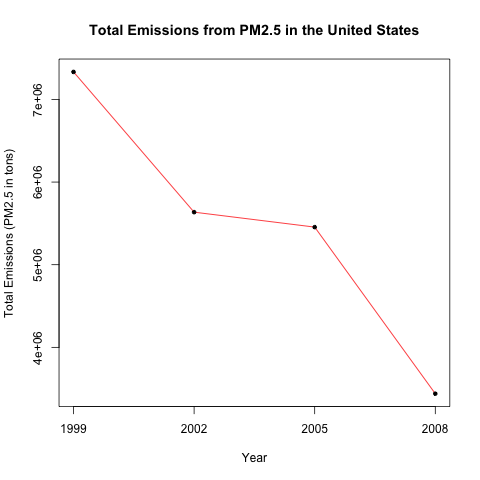 Total Emissions from PM2.5 in the United States
Total Emissions (PM2.5 in tons)
7e+06
6e+06
5e+06
4e+06
1999 2002 2005 2008
Year